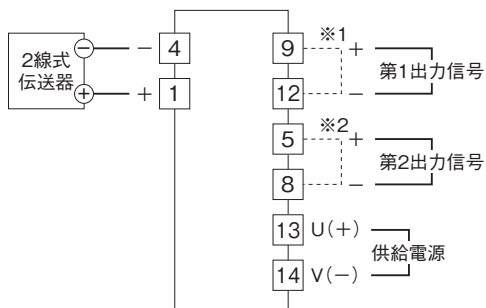 2線式
伝送器
－
－ 4
＋
＋ 1
9 ※1 ＋
第1出力信号
12 －
5 ※2 ＋
第2出力信号
8 －
13 U(＋)
供給電源
14 V(－)